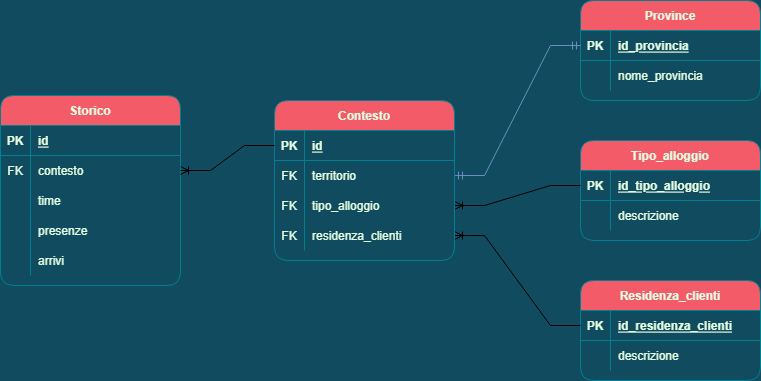 Storico
PK id
FK contesto
time
presenze
arrivi
Contesto
PK id
FK territorio
FK tipo_alloggio
FK residenza_clienti
Province
PK id_provincia
nome_provincia
Tipo_alloggio
PK id_tipo_alloggio
descrizione
Residenza_clienti
PK id_residenza_clienti
descrizione